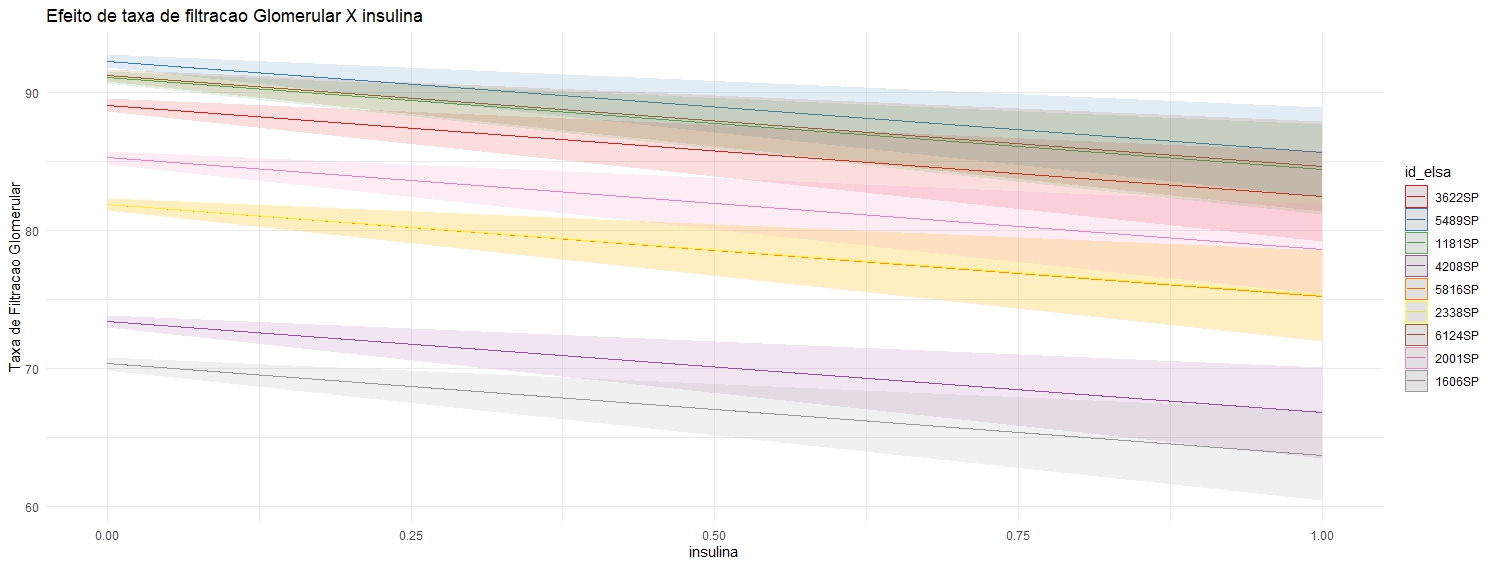 Efeito de taxa de filtracao Glomerular X insulina
Taxa de Filtracao Glomerular
90
80
70
60
0.00
0.25
0.50
0.75
1.00
insulina
id_elsa
3622SP
5489SP
1181SP
4208SP
5816SP
2338SP
6124SP
2001SP
1606SP